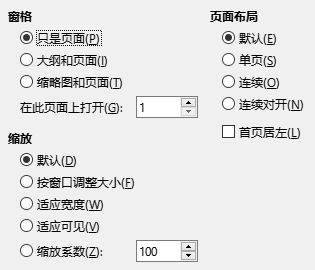 窗格
只是页面(P)
大纲和页面(I)
缩略图和页面(T)
在此页面上打开(G): 1
缩放
默认(D)
按窗口调整大小(F)
适应宽度(W)
适应可见(V)
缩放系数(Z): 100
页面布局
默认(E)
单页(S)
连续(O)
连续对开(N)
首页居左(L)